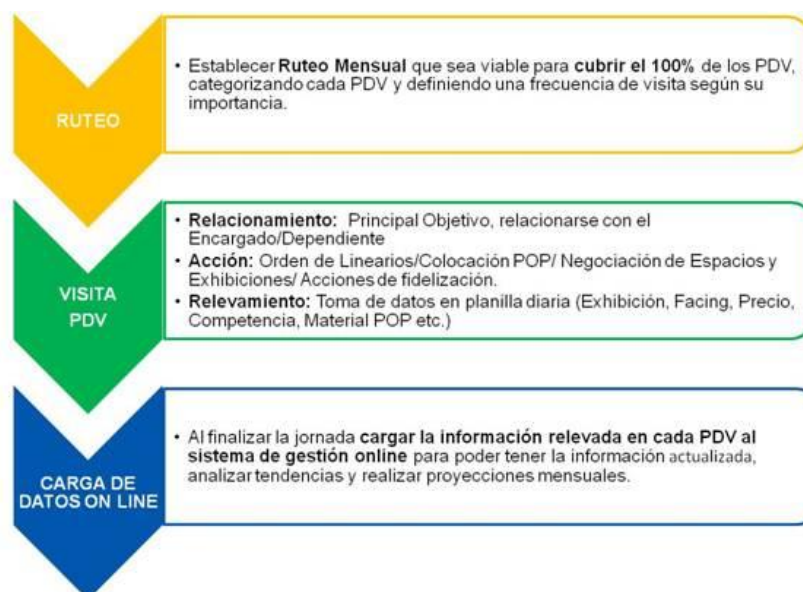 RUTEO
• Establecer Ruteo Mensual que sea viable para cubrir el 100% de los PDV,
categorizando cada PDV y definiendo una frecuencia de visita según su
importancia.
VISITA
PDV
• Relacionamiento: Principal Objetivo, relacionarse con el
Encargado/Dependiente
• Acción: Orden de Linearios/Colocación POP/ Negociación de Espacios y
Exhibiciones/ Acciones de fidelización.
• Relevamiento: Toma de datos en planilla diaria (Exhibición, Facing, Precio,
Competencia, Material POP etc.)
CARGA DE
DATOS ON LINE
• Al finalizar la jornada cargar la información relevada en cada PDV al
sistema de gestión online para poder tener la información actualizada,
analizar tendencias y realizar proyecciones mensuales.